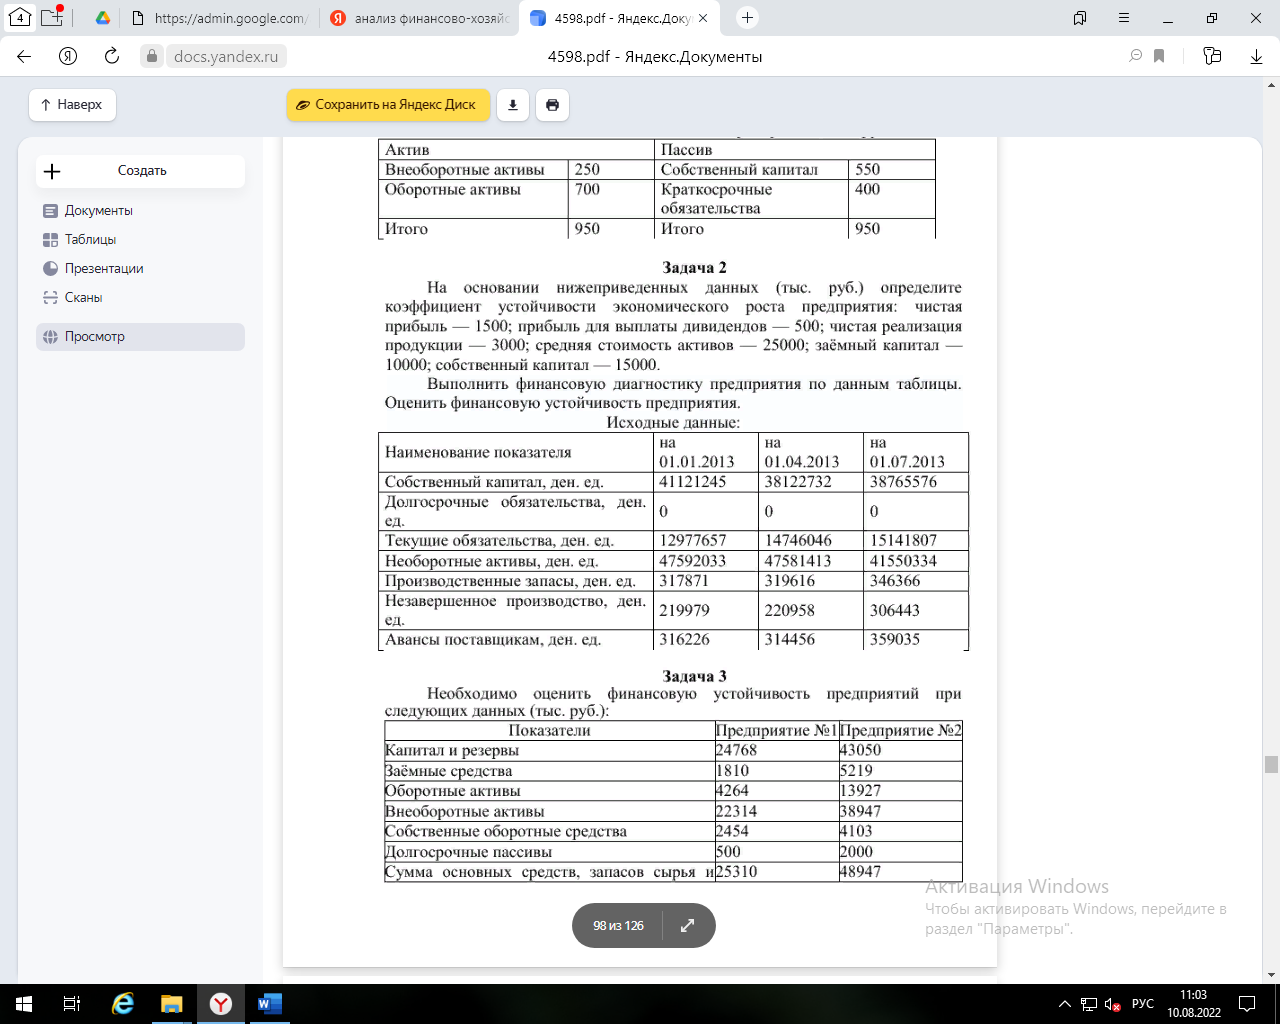 4
https://admin.google.com/
анализ финансово-хозяйс
4598.pdf - Яндекс.Доку
docs.yandex.ru
4598.pdf - Яндекс.Документы
Наверх
Сохранить на Яндекс Диск
Создать
Документы
Таблицы
Презентации
Сканы
Просмотр
Актив Пассив
Внеоборотные активы 250 Собственный капитал 550
Оборотные активы 700 Краткосрочные 400
обязательства
Итого 950 Итого 950
Задача 2
На основании нижеприведенных данных (тыс. руб.) определите
коэффициент устойчивости экономического роста предприятия: чистая
прибыль — 1500; прибыль для выплаты дивидендов — 500; чистая реализация
продукции — 3000; средняя стоимость активов — 25000; заёмный капитал —
10000; собственный капитал — 15000.
Выполнить финансовую диагностику предприятия по данным таблицы.
Оценить финансовую устойчивость предприятия.
Исходные данные:
Наименование показателя на 01.01.2013 на 01.04.2013 на 01.07.2013
Собственный капитал, ден. ед. 41121245 38122732 38765576
Долгосрочные обязательства, ден.
ед. 0 0 0
Текущие обязательства, ден. ед. 12977657 14746046 15141807
Необоротные активы, ден. ед. 47592033 47581413 41550334
Производственные запасы, ден. ед. 317871 319616 346366
Незавершенное производство, ден.
ед. 219979 220958 306443
Авансы поставщикам, ден. ед. 316226 314456 359035
Задача 3
Необходимо оценить финансовую устойчивость предприятий при
следующих данных (тыс. руб.):
Показатели Предприятие №1 Предприятие №2
Капитал и резервы 24768 43050
Заёмные средства 1810 5219
Оборотные активы 4264 13927
Внеоборотные активы 22314 38947
Собственные оборотные средства 2454 4103
Долгосрочные пассивы 500 2000
Сумма основных средств, запасов сырья и 25310 48947
98 из 126
Активация Windows
Чтобы активировать Windows, перейдите в
раздел "Параметры".
РУС
11:03
10.08.2022